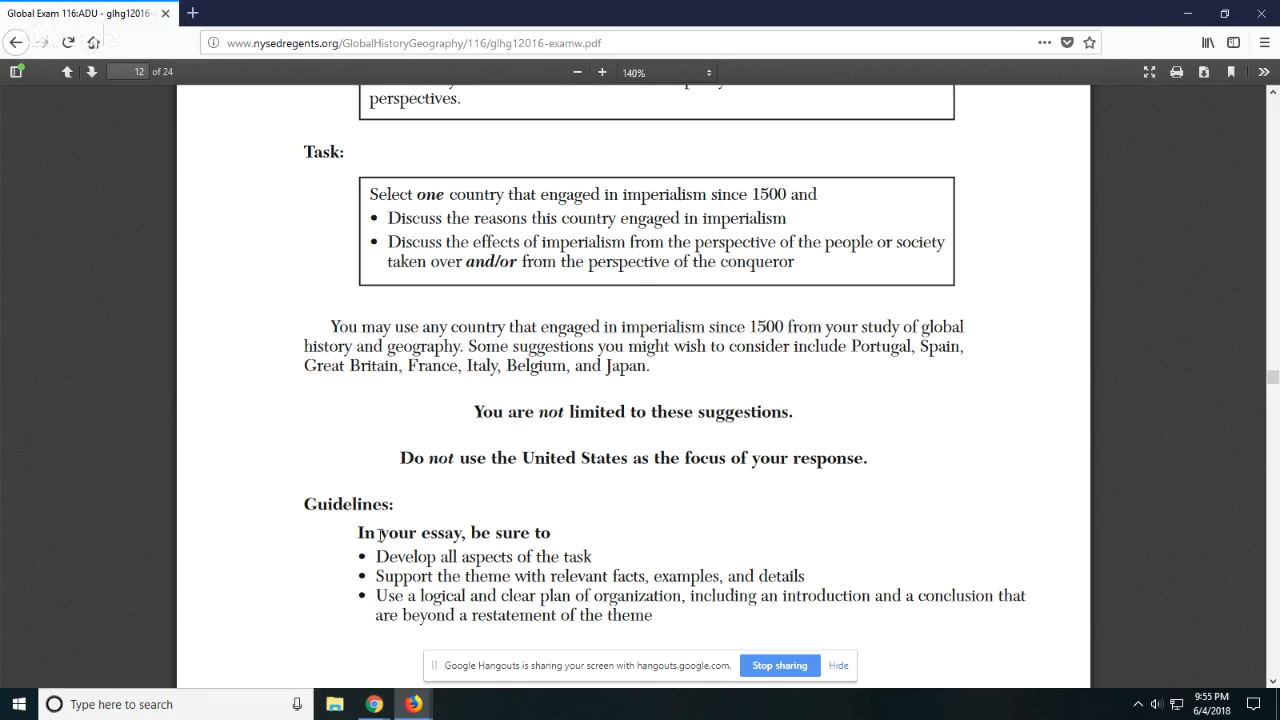 Global Exam 116:ADU - glhg12016-
www.nysedregents.org/GlobalHistoryGeography/116/glhg12016-examw.pdf
12 of 24
140%
perspectives.
Task:
Select one country that engaged in imperialism since 1500 and
• Discuss the reasons this country engaged in imperialism
• Discuss the effects of imperialism from the perspective of the people or society
taken over and/or from the perspective of the conqueror
You may use any country that engaged in imperialism since 1500 from your study of global
history and geography. Some suggestions you might wish to consider include Portugal, Spain,
Great Britain, France, Italy, Belgium, and Japan.
You are not limited to these suggestions.
Do not use the United States as the focus of your response.
Guidelines:
In your essay, be sure to
• Develop all aspects of the task
• Support the theme with relevant facts, examples, and details
• Use a logical and clear plan of organization, including an introduction and a conclusion that
are beyond a restatement of the theme
Google Hangouts is sharing your screen with hangouts.google.com.
Stop sharing
Hide
Type here to search
9:55 PM
6/4/2018